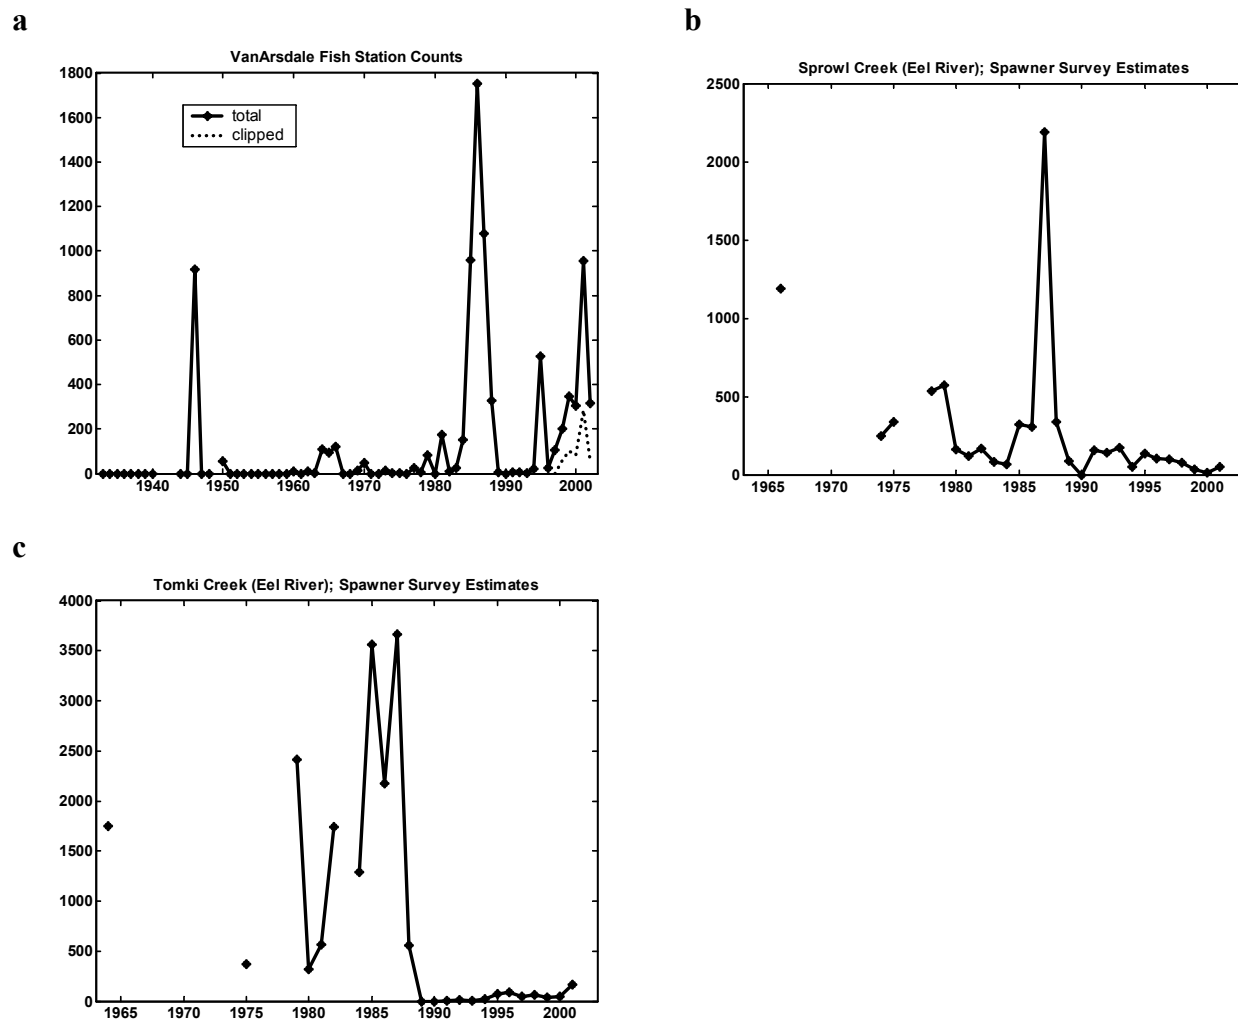 a
VanArsdale Fish Station Counts
1800
1600
1400
1200
1000
800
600
400
200
0
total
clipped
1940 1950 1960 1970 1980 1990 2000
b
Sprowl Creek (Eel River); Spawner Survey Estimates
2500
2000
1500
1000
500
0
1965 1970 1975 1980 1985 1990 1995 2000
c
Tomki Creek (Eel River); Spawner Survey Estimates
4000
3500
3000
2500
2000
1500
1000
500
0
1965 1970 1975 1980 1985 1990 1995 2000